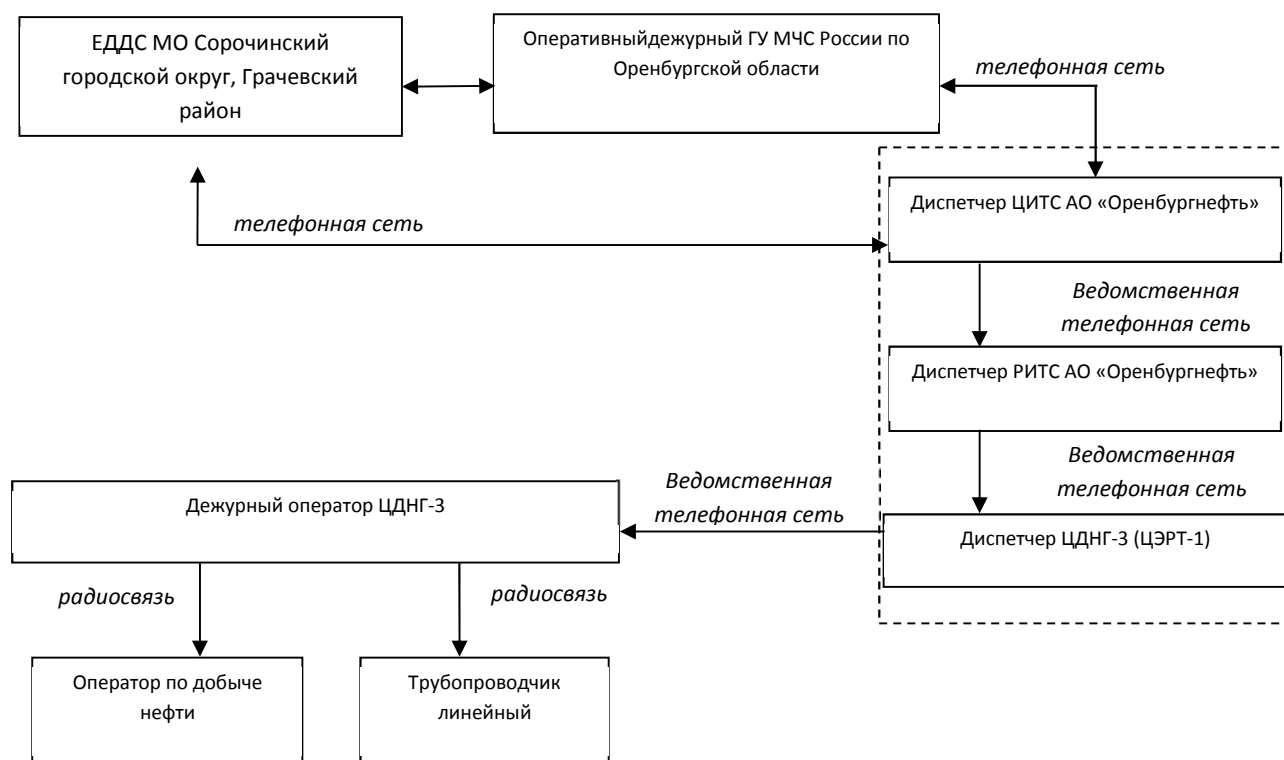 ЕДДС МО Сорочинский
городской округ, Грачевский
район
Оперативныйдежурный ГУ МЧС России по
Оренбургской области
телефонная сеть
Диспетчер ЦИТС АО «Оренбургнефть»
телефонная сеть
Ведомственная
телефонная сеть
Диспетчер РИТС АО «Оренбургнефть»
Ведомственная
телефонная сеть
Диспетчер ЦДНГ-3 (ЦЭРТ-1)
Ведомственная
телефонная сеть
Дежурный оператор ЦДНГ-3
радиосвязь
радиосвязь
Оператор по добыче
нефти
Трубопроводчик
линейный